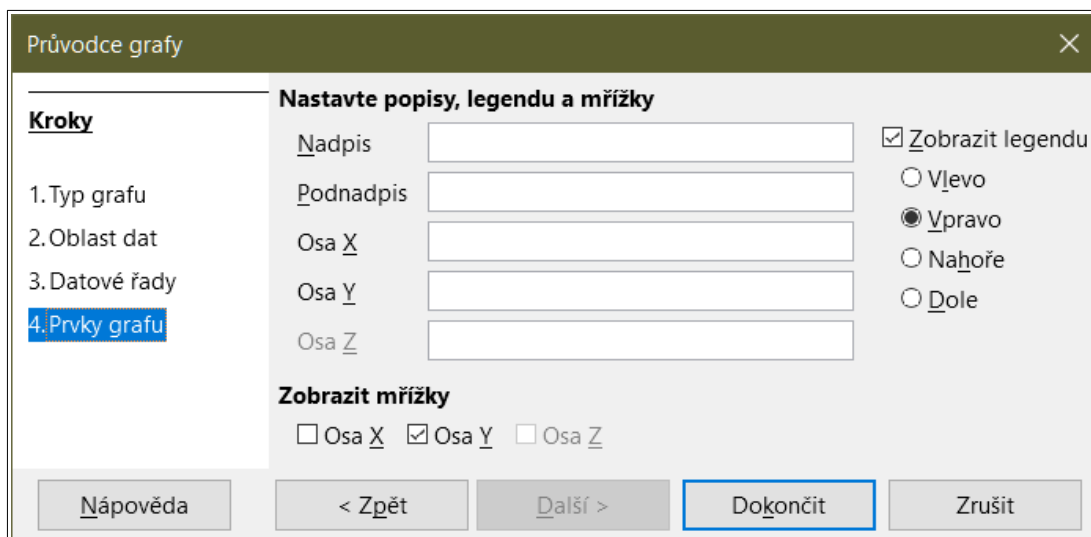 Průvodce grafy
Kroky
1. Typ grafu
2. Oblast dat
3. Datové řady
4. Prvky grafu
Nastavte popisy, legendu a mřížky
Nadpis
Podnadpis
Osa X
Osa Y
Osa Z
Zobrazit legendu
Vlevo
Vpravo
Nahoře
Dole
Zobrazit mřížky
Osa X Osa Y Osa Z
Nápověda < Zpět Další > Dokončit Zrušit